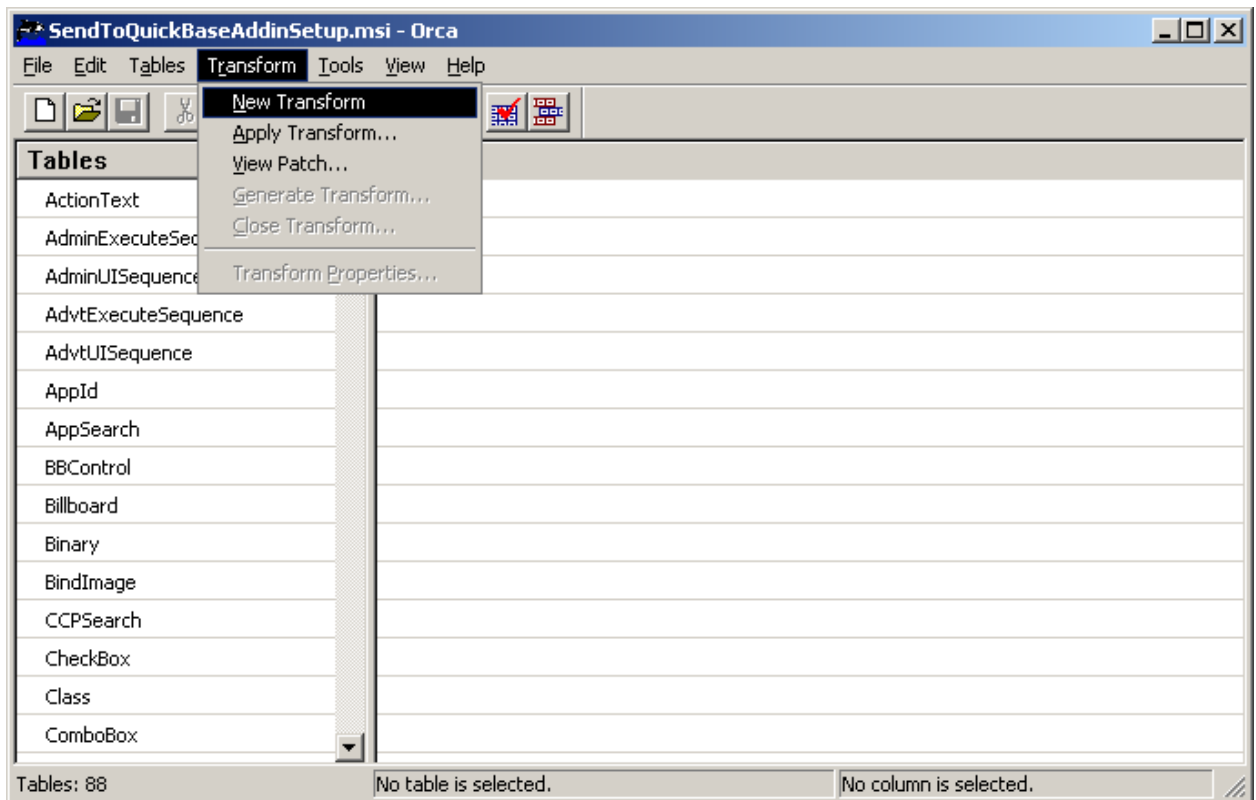 SendToQuickBaseAddinSetup.msi - Orca
File Edit Tables Transform Tools View Help
New Transform
Apply Transform...
View Patch...
Generate Transform...
Close Transform...
Transform Properties...
Tables
ActionText
AdminExecuteSeq
AdminUISequence
AdvtExecuteSequence
AdvtUISequence
AppId
AppSearch
BBControl
Billboard
Binary
BindImage
CCPSearch
CheckBox
Class
ComboBox
Tables: 88 No table is selected. No column is selected.